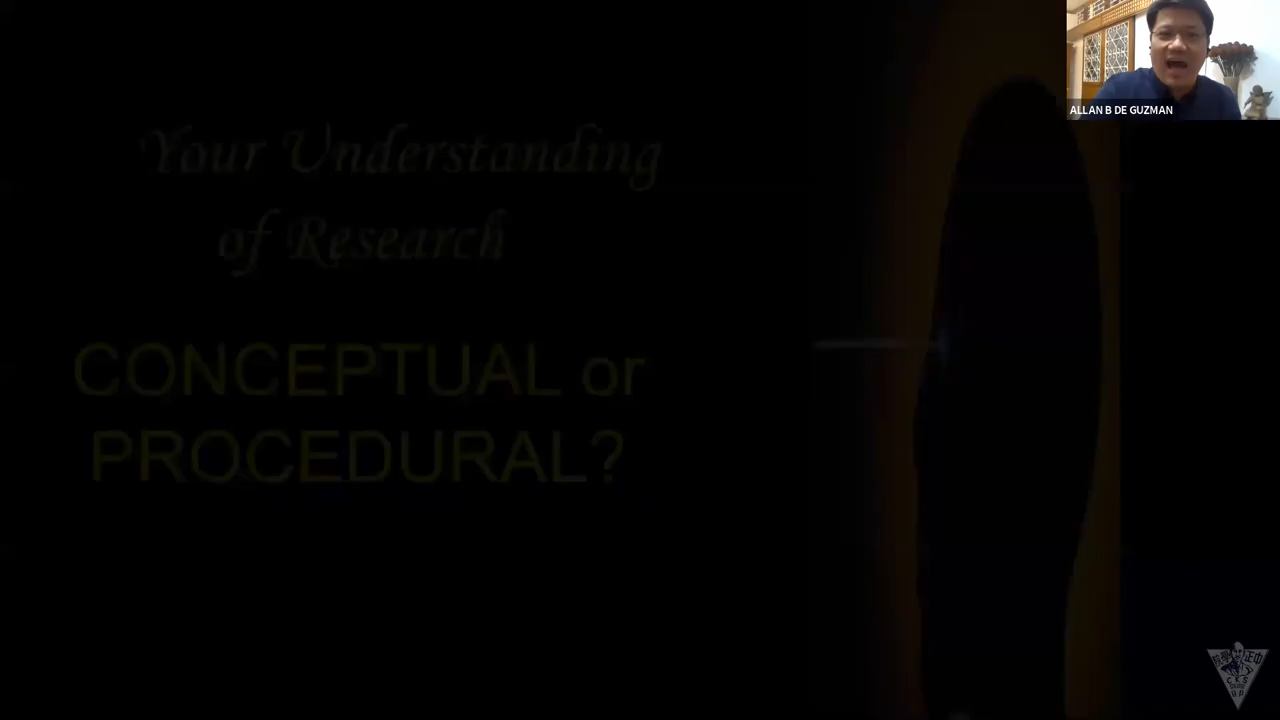 Your Understanding
of Research
CONCEPTUAL or
PROCEDURAL?
ALLAN B DE GUZMAN